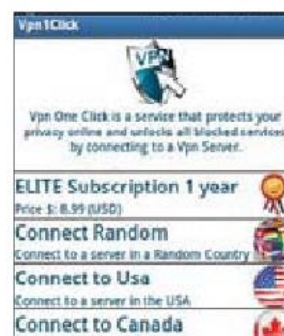 Vpn1Click
VPN
Vpn One Click is a service that protects your
privacy online and unlocks all blocked services
by connecting to a Vpn Server.
ELITE Subscription 1 year
Price $: 8.99 (USD)
Connect Random
Connect to a server in a Random Country
Connect to Usa
Connect to a server in the USA
Connect to Canada